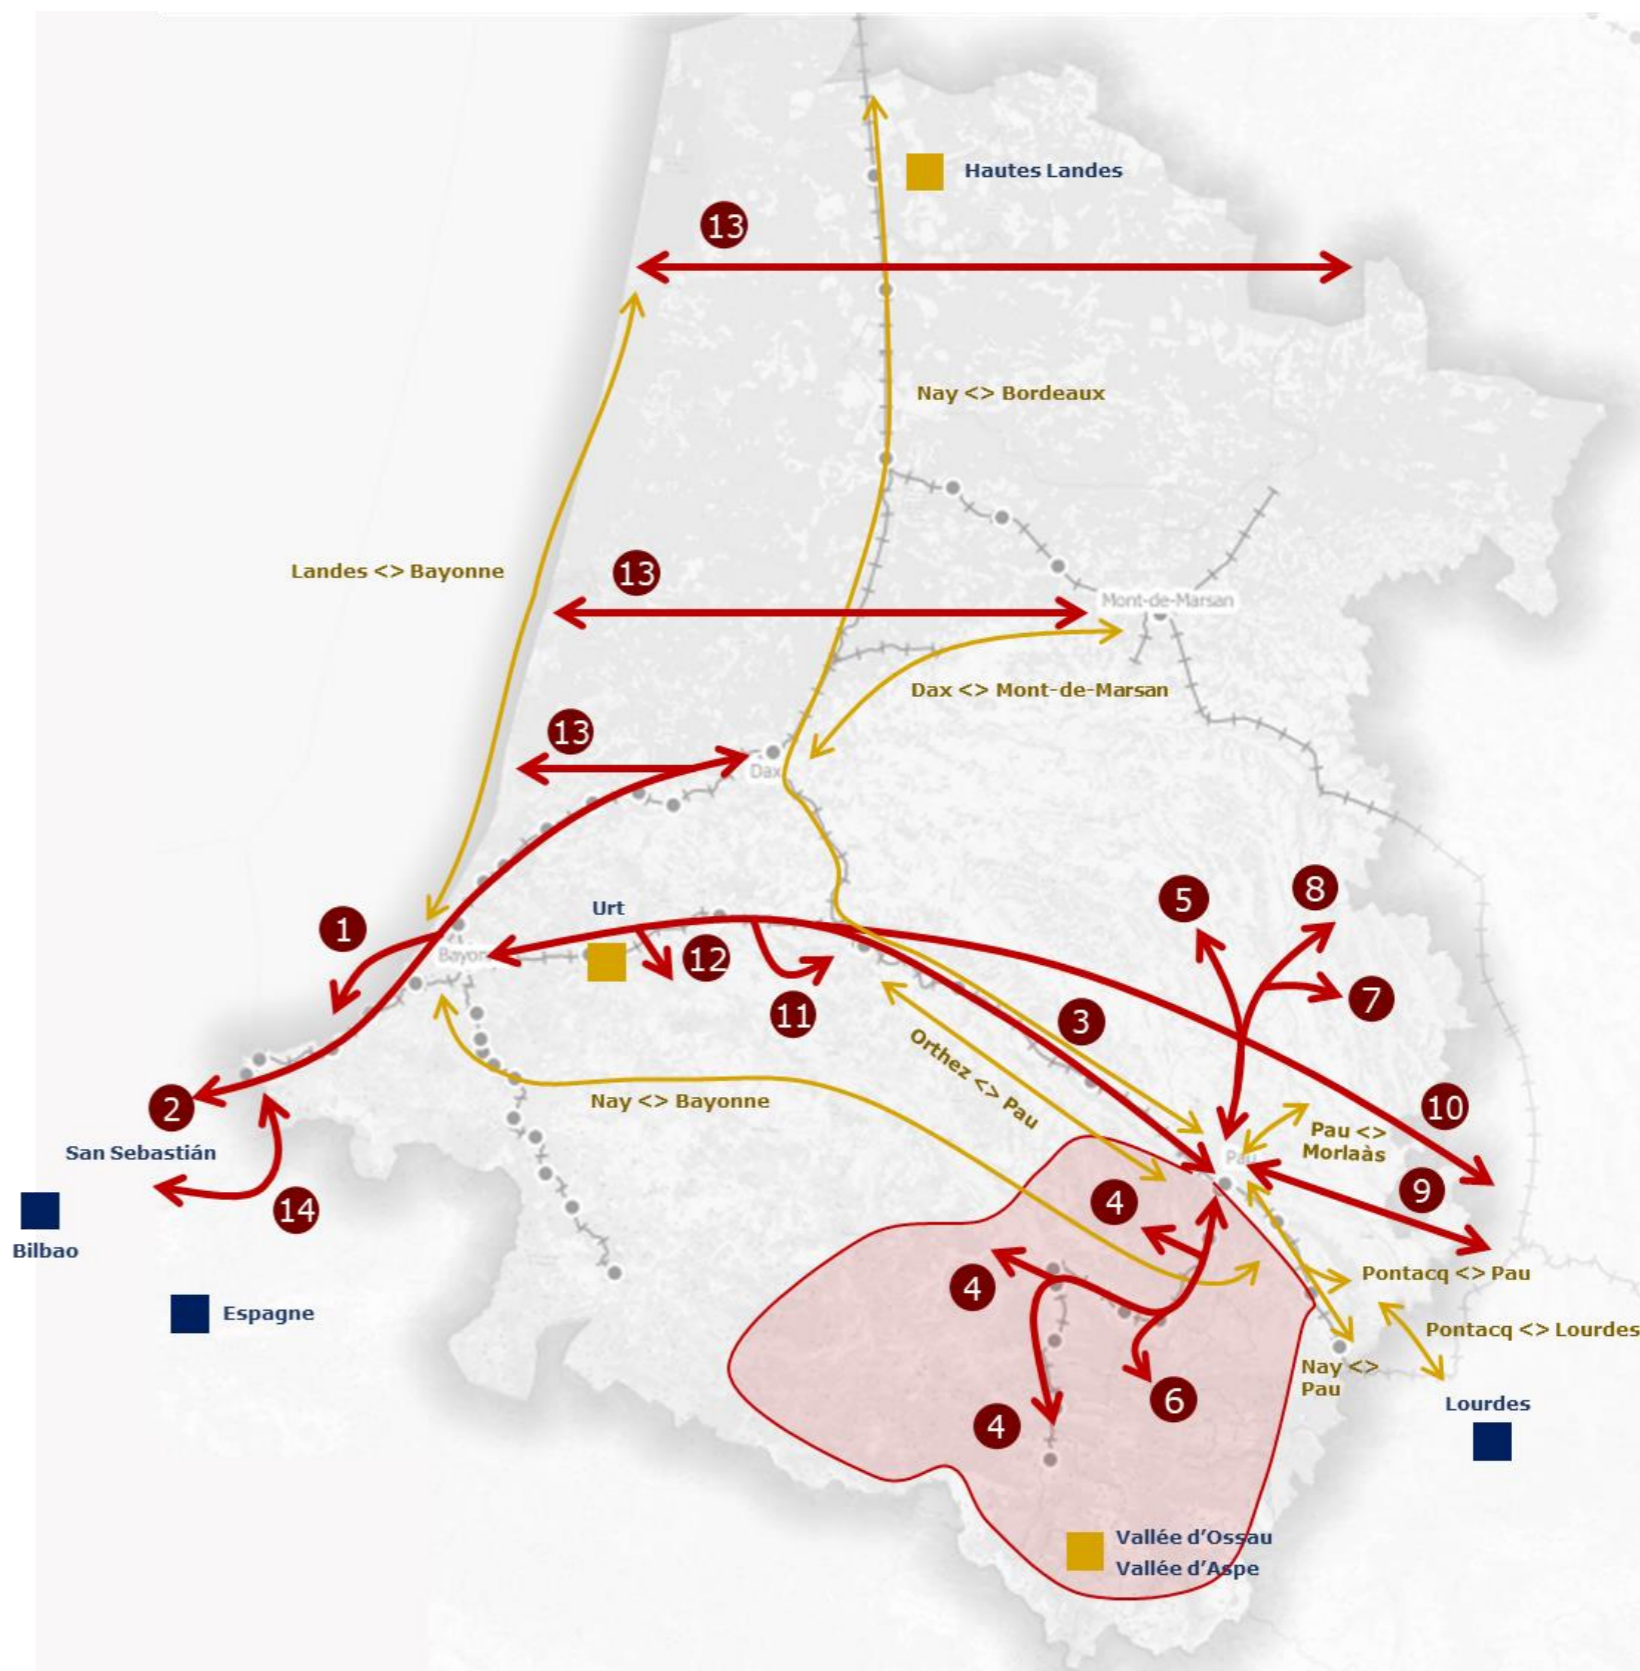 Hautes Landes
13
Nay <> Bordeaux
Landes <> Bayonne
13
Mont-de-Marsan
Dax <> Mont-de-Marsan
13
Dax
5
8
Urt
1
12
Bayon
7
11
3
Orthez <> Pau
2
Nay <> Bayonne
10
Pau <>
Morlaàs
San Sebastián
Pau
9
4
14
Bilbao
4
Pontacq <> Pau
Espagne
Pontacq <> Lourdes
Nay <>
Pau
6
Lourdes
4
Vallée d’Ossau
Vallée d’Aspe